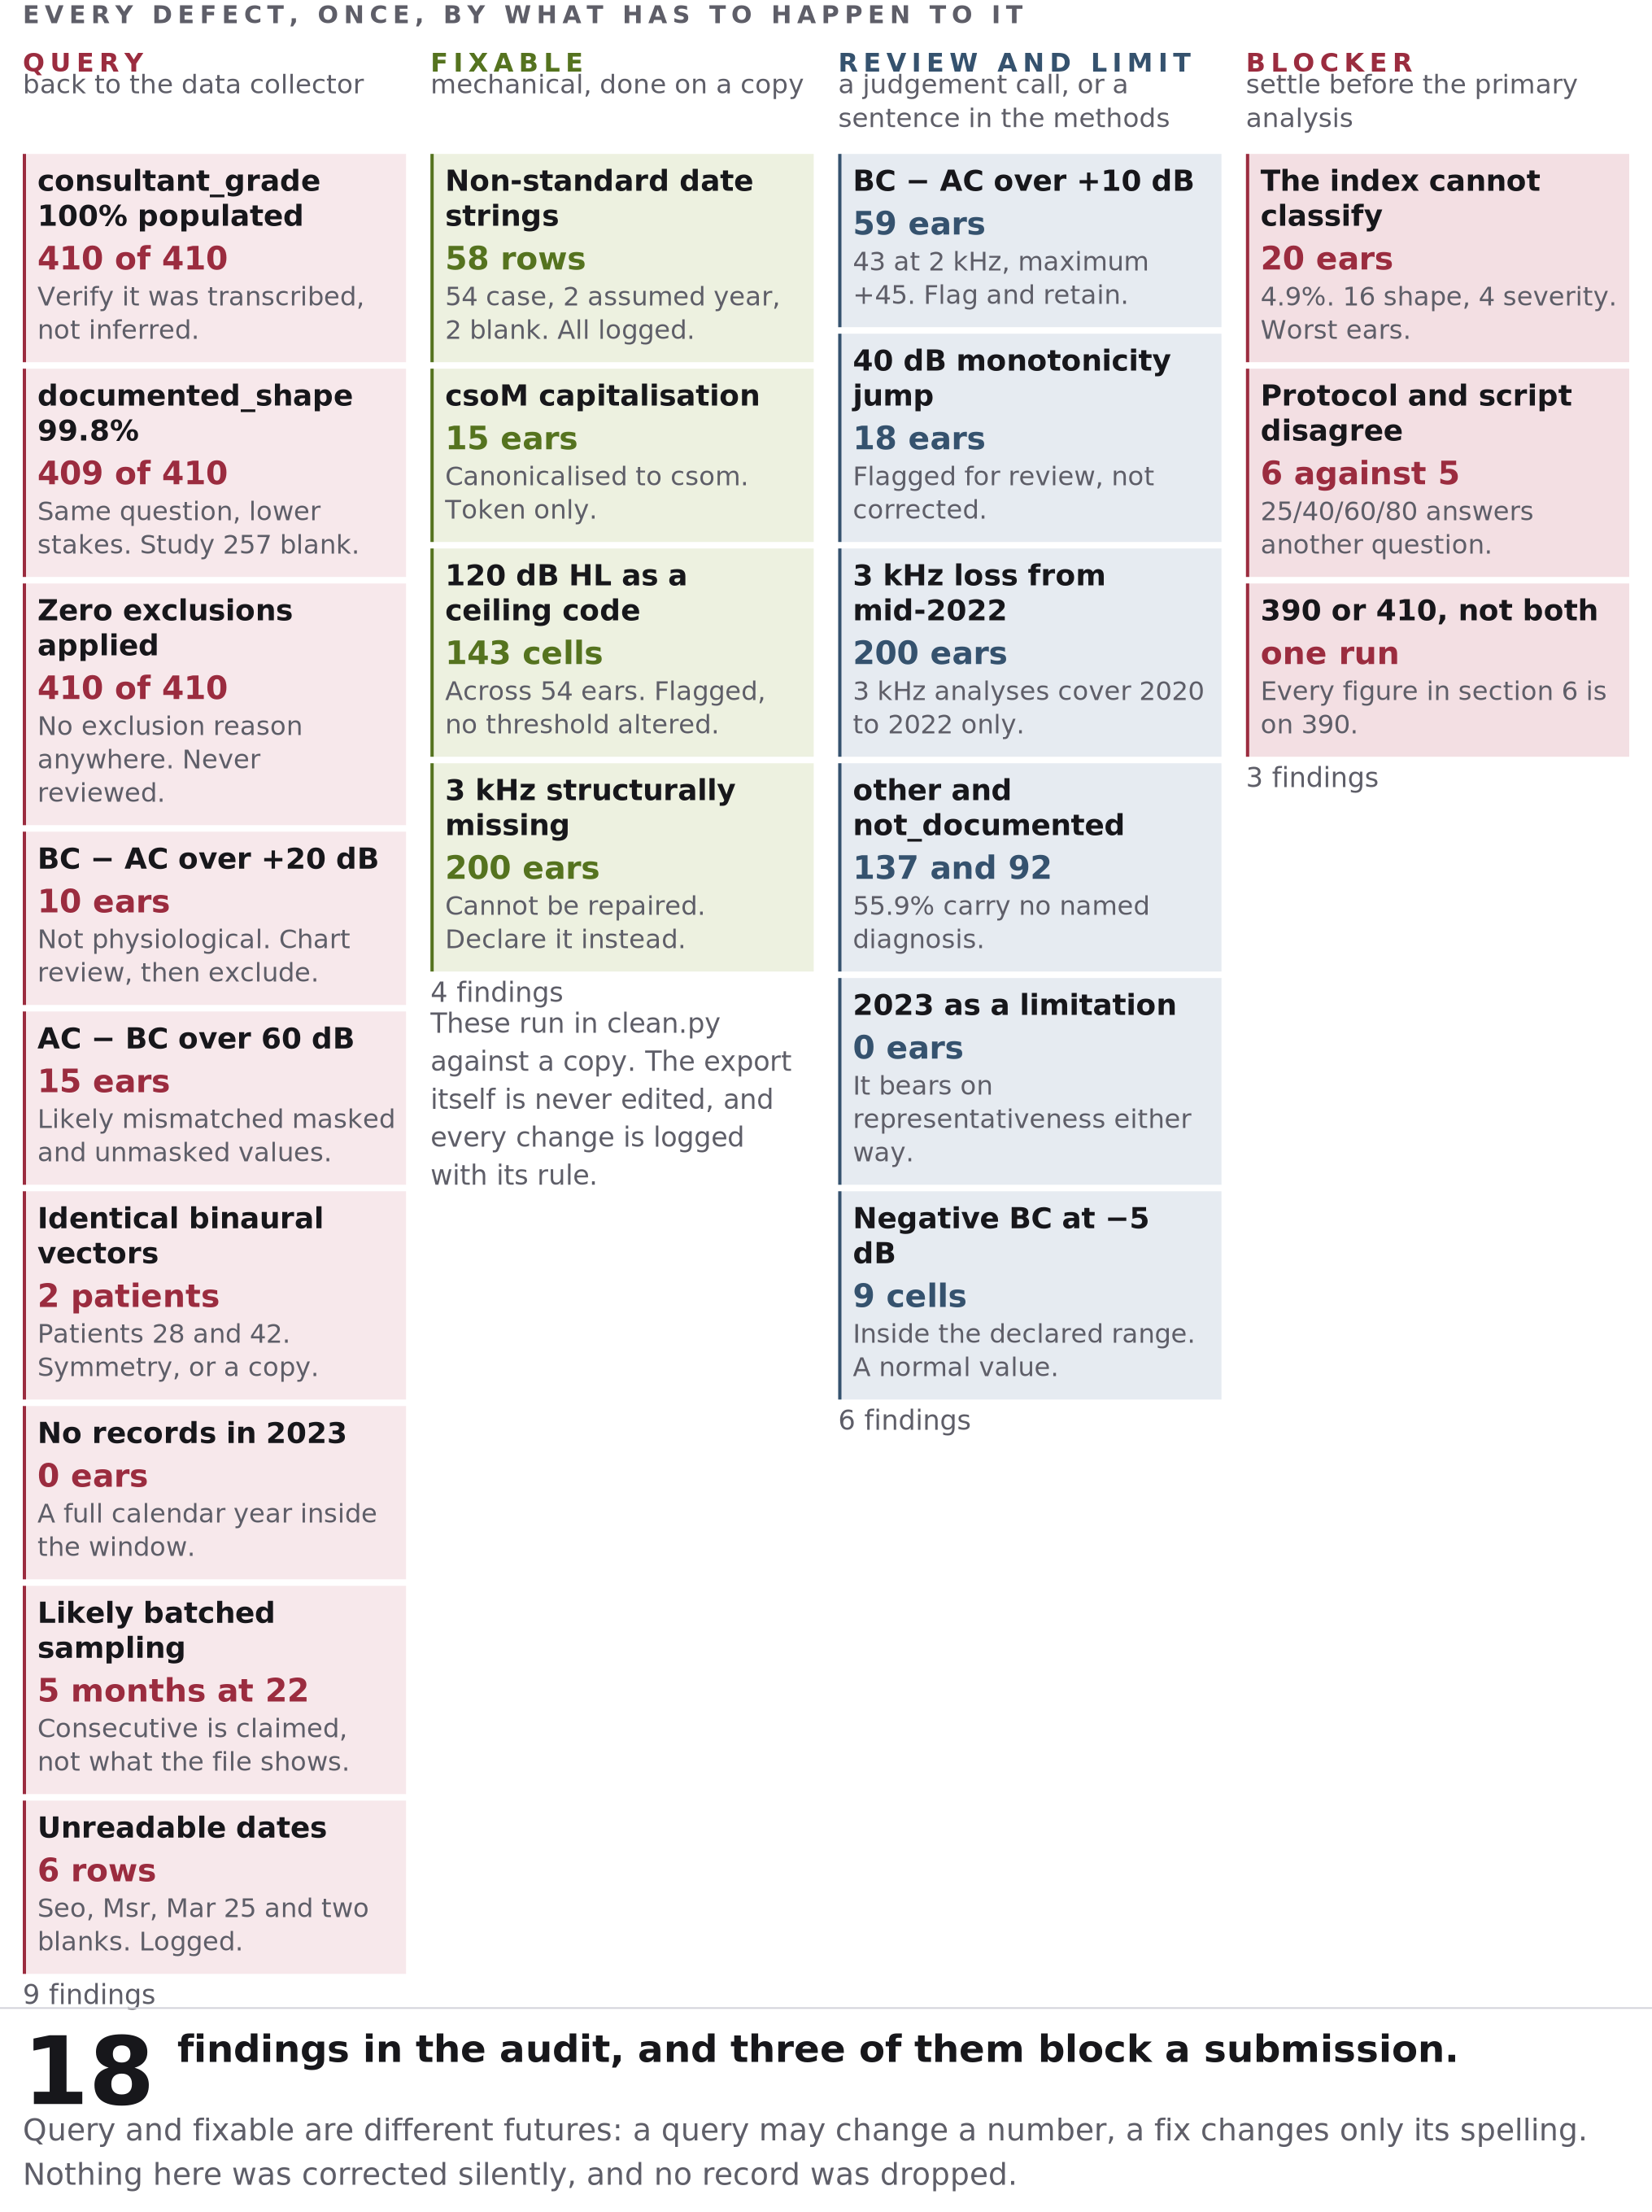 EVERY DEFECT, ONCE, BY WHAT HAS TO HAPPEN TO IT
QUERY
back to the data collector
consultant_grade
100% populated
410 of 410
Verify it was transcribed,
not inferred.
documented_shape
99.8%
409 of 410
Same question, lower
stakes. Study 257 blank.
Zero exclusions
applied
410 of 410
No exclusion reason
anywhere. Never
reviewed.
BC − AC over +20 dB
10 ears
Not physiological. Chart
review, then exclude.
AC − BC over 60 dB
15 ears
Likely mismatched masked
and unmasked values.
Identical binaural
vectors
2 patients
Patients 28 and 42.
Symmetry, or a copy.
No records in 2023
0 ears
A full calendar year inside
the window.
Likely batched
sampling
5 months at 22
Consecutive is claimed,
not what the file shows.
Unreadable dates
6 rows
Seo, Msr, Mar 25 and two
blanks. Logged.
9 findings
FIXABLE
mechanical, done on a copy
Non-standard date
strings
58 rows
54 case, 2 assumed year,
2 blank. All logged.
csoM capitalisation
15 ears
Canonicalised to csom.
Token only.
120 dB HL as a
ceiling code
143 cells
Across 54 ears. Flagged,
no threshold altered.
3 kHz structurally
missing
200 ears
Cannot be repaired.
Declare it instead.
4 findings
These run in clean.py
against a copy. The export
itself is never edited, and
every change is logged
with its rule.
REVIEW AND LIMIT
a judgement call, or a
sentence in the methods
BC − AC over +10 dB
59 ears
43 at 2 kHz, maximum
+45. Flag and retain.
40 dB monotonicity
jump
18 ears
Flagged for review, not
corrected.
3 kHz loss from
mid-2022
200 ears
3 kHz analyses cover 2020
to 2022 only.
other and
not_documented
137 and 92
55.9% carry no named
diagnosis.
2023 as a limitation
0 ears
It bears on
representativeness either
way.
Negative BC at −5
dB
9 cells
Inside the declared range.
A normal value.
6 findings
BLOCKER
settle before the primary
analysis
The index cannot
classify
20 ears
4.9%. 16 shape, 4 severity.
Worst ears.
Protocol and script
disagree
6 against 5
25/40/60/80 answers
another question.
390 or 410, not both
one run
Every figure in section 6 is
on 390.
3 findings
18 findings in the audit, and three of them block a submission.
Query and fixable are different futures: a query may change a number, a fix changes only its spelling.
Nothing here was corrected silently, and no record was dropped.